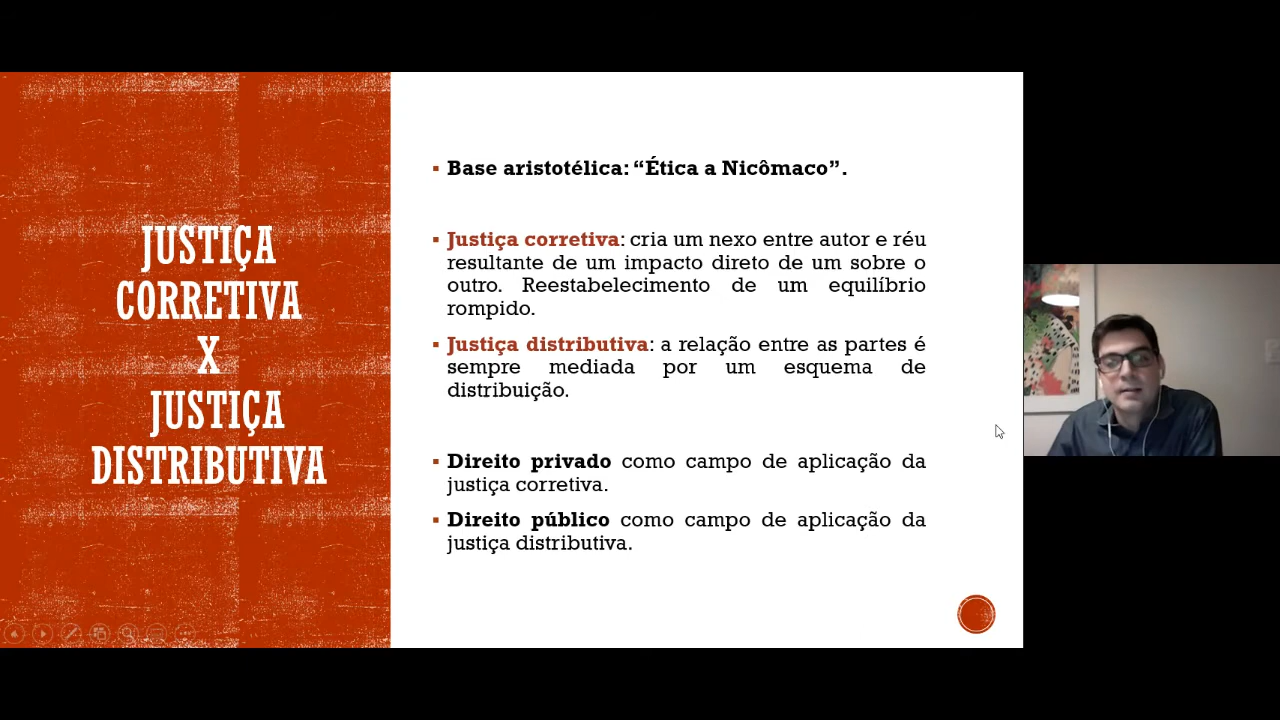 JUSTIÇA
CORRETIVA
X
JUSTIÇA
DISTRIBUTIVA
Base aristotélica: “Ética a Nicômaco”.
Justiça corretiva: cria um nexo entre autor e réu
resultante de um impacto direto de um sobre o
outro. Reestabelecimento de um equilíbrio
rompido.
Justiça distributiva: a relação entre as partes é
sempre mediada por um esquema de
distribuição.
Direito privado como campo de aplicação da
justiça corretiva.
Direito público como campo de aplicação da
justiça distributiva.